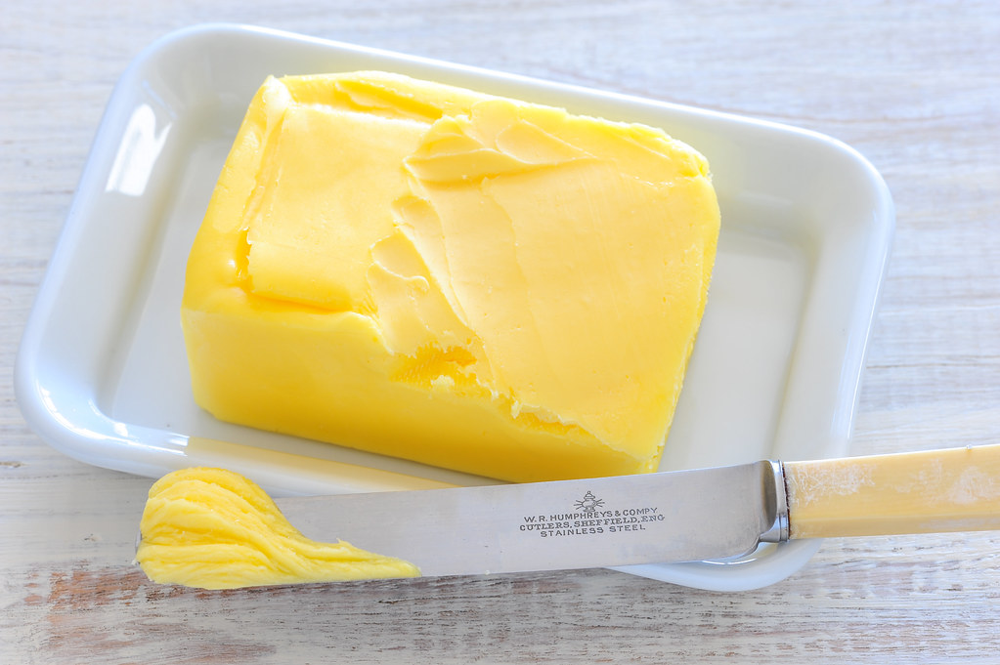 W.R. HUMPHREYS & COMPY
CUTLERS, SHEFFIELD, ENG
STAINLESS STEEL